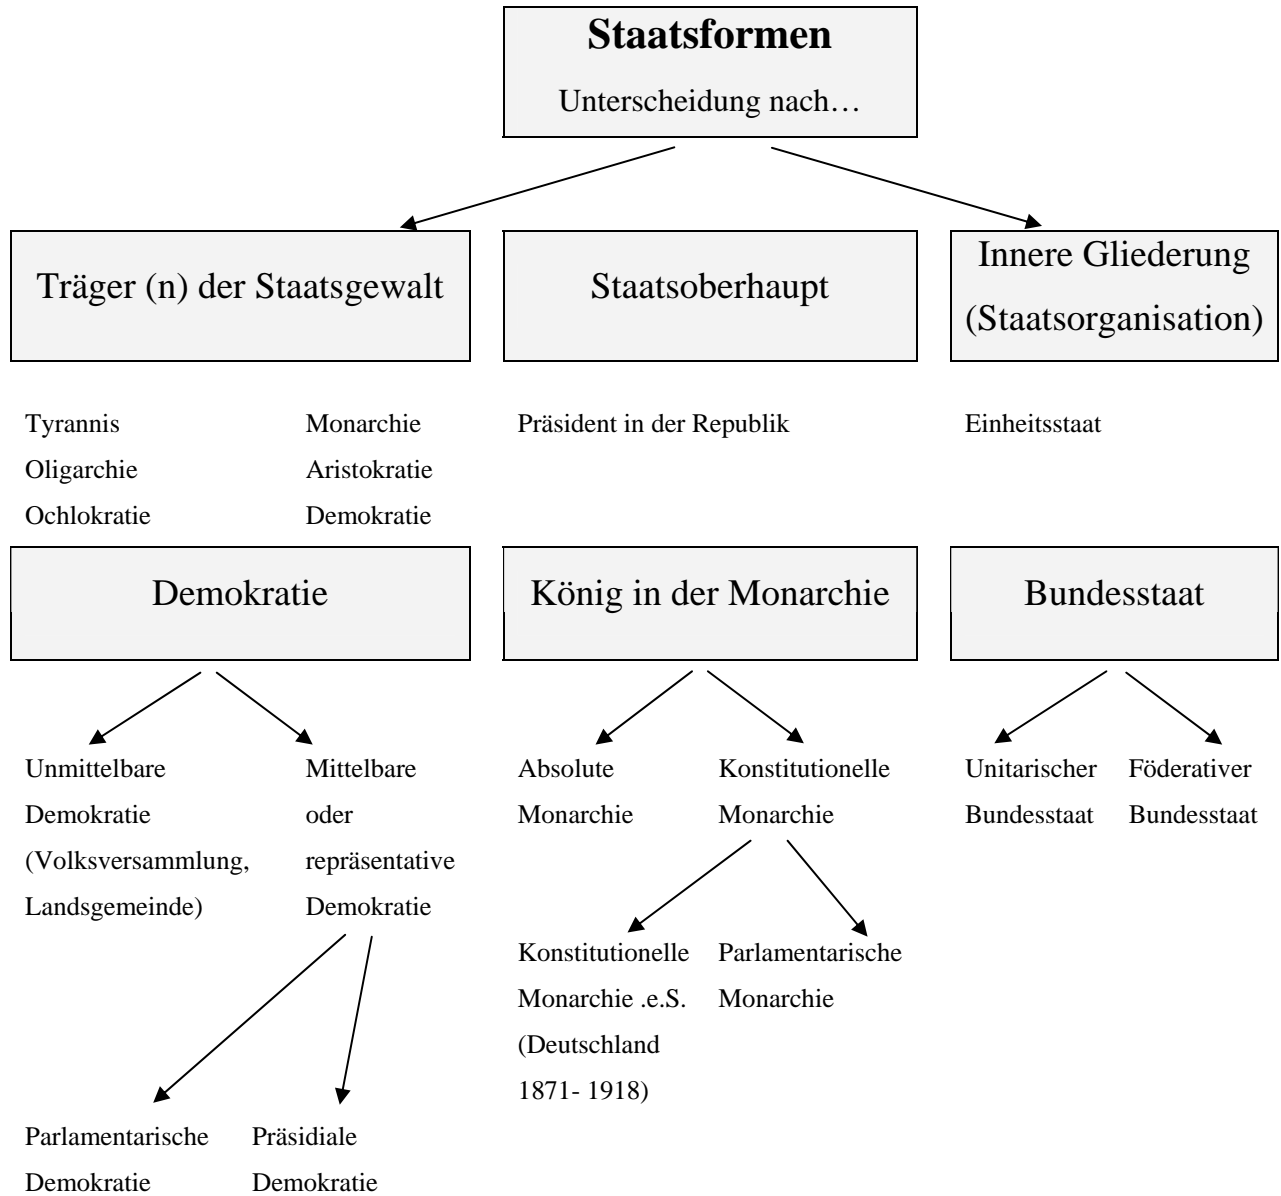 Staatsformen
Unterscheidung nach…
Träger (n) der Staatsgewalt
Staatsoberhaupt
Innere Gliederung
(Staatsorganisation)
Tyrannis
Oligarchie
Ochlokratie
Monarchie
Aristokratie
Demokratie
Präsident in der Republik
Einheitsstaat
Demokratie
König in der Monarchie
Bundesstaat
Unmittelbare
Demokratie
(Volksversammlung,
Landsgemeinde)
Mittelbare
oder
repräsentative
Demokratie
Absolute
Monarchie
Konstitutionelle
Monarchie
Unitarischer
Bundesstaat
Föderativer
Bundesstaat
Konstitutionelle
Monarchie .e.S.
(Deutschland
1871- 1918)
Parlamentarische
Monarchie
Parlamentarische
Demokratie
Präsidiale
Demokratie